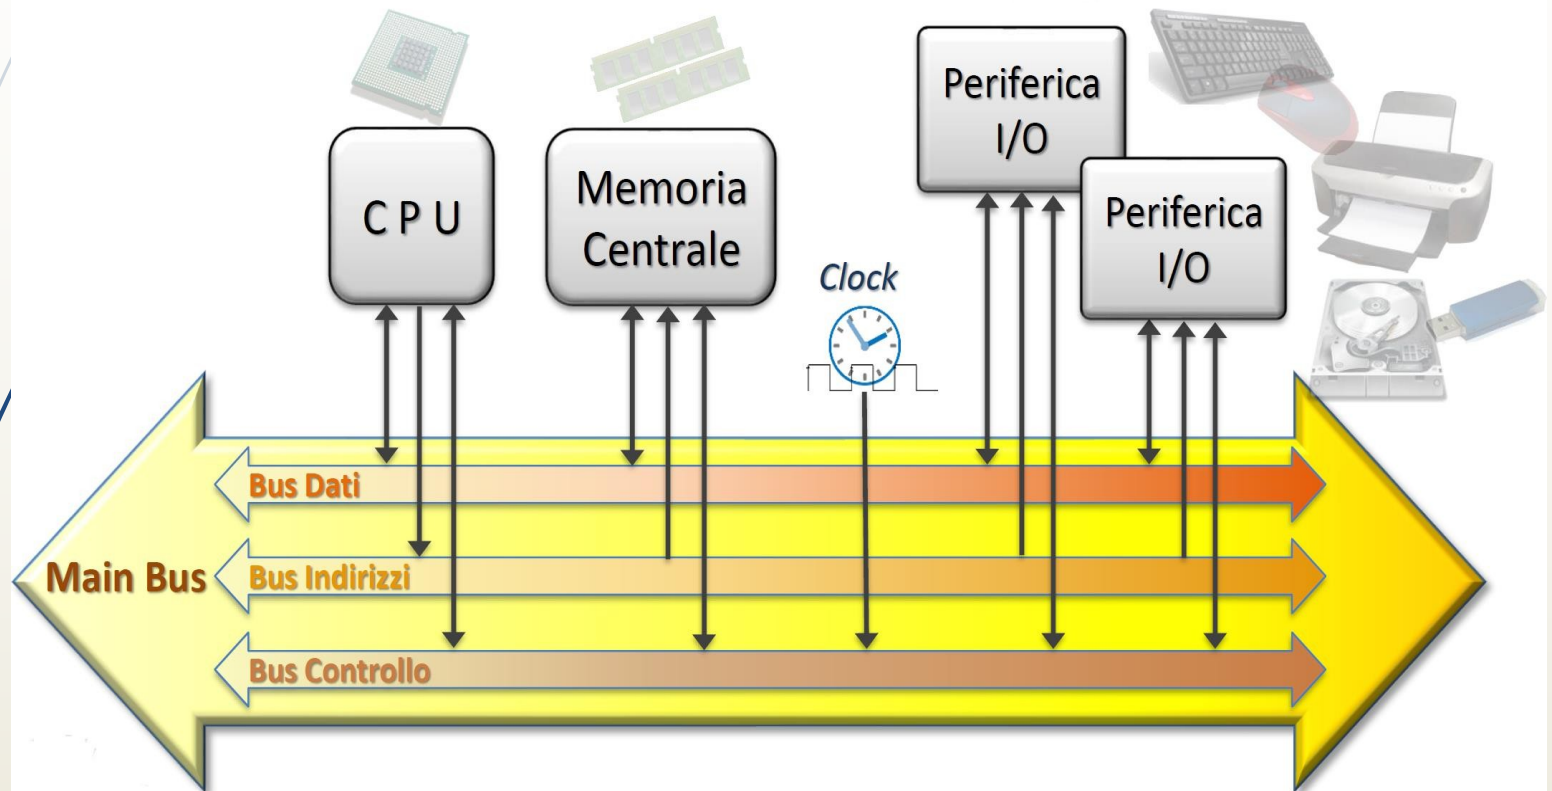 C P U
Memoria
Centrale
Periferica
I/O
Periferica
I/O
Clock
Bus Dati
Main Bus
Bus Indirizzi
Bus Controllo